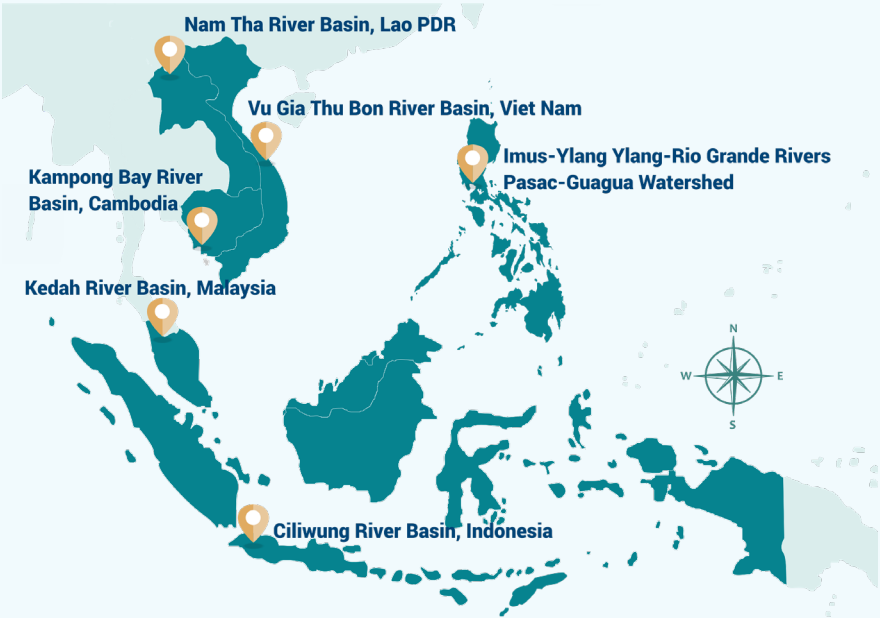 Nam Tha River Basin, Lao PDR
Vu Gia Thu Bon River Basin, Viet Nam
Imus-Ylang Ylang-Rio Grande Rivers
Pasac-Guagua Watershed
Kampong Bay River
Basin, Cambodia
Kedah River Basin, Malaysia
N
W E
S
Ciliwung River Basin, Indonesia